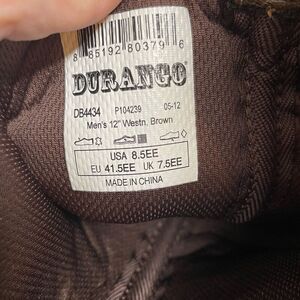 8 85192 80379 6
DURANGO
DB4434 P104239 05-12
Men's 12" Westn, Brown
USA 8.5EE
EU 41.5EE UK 7.5EE
MADE IN CHINA